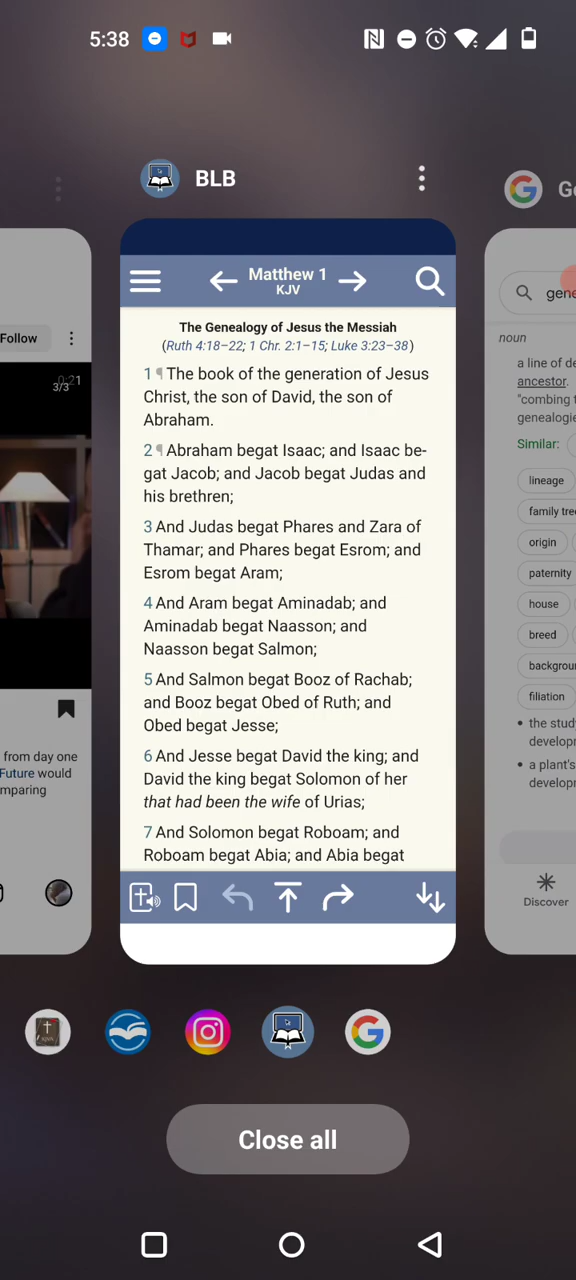 5:38
BLB
G
Follow
0:21
3/3
from day one
Future would
mparing
Matthew 1
KJV
The Genealogy of Jesus the Messiah
(Ruth 4:18–22; 1 Chr. 2:1–15; Luke 3:23–38)
1 ¶ The book of the generation of Jesus
Christ, the son of David, the son of
Abraham.
2 ¶ Abraham begat Isaac; and Isaac be-
gat Jacob; and Jacob begat Judas and
his brethren;
3 And Judas begat Phares and Zara of
Thamar; and Phares begat Esrom; and
Esrom begat Aram;
4 And Aram begat Aminadab; and
Aminadab begat Naasson; and
Naasson begat Salmon;
5 And Salmon begat Booz of Rachab;
and Booz begat Obed of Ruth; and
Obed begat Jesse;
6 And Jesse begat David the king; and
David the king begat Solomon of her
that had been the wife of Urias;
7 And Solomon begat Roboam; and
Roboam begat Abia; and Abia begat
gene
noun
a line of de
ancestor.
"combing t
genealogie
Similar:
lineage
family tree
origin
paternity
house
breed
backgrou
filiation
• the study
developm
• a plant's
developm
Discover
Close all